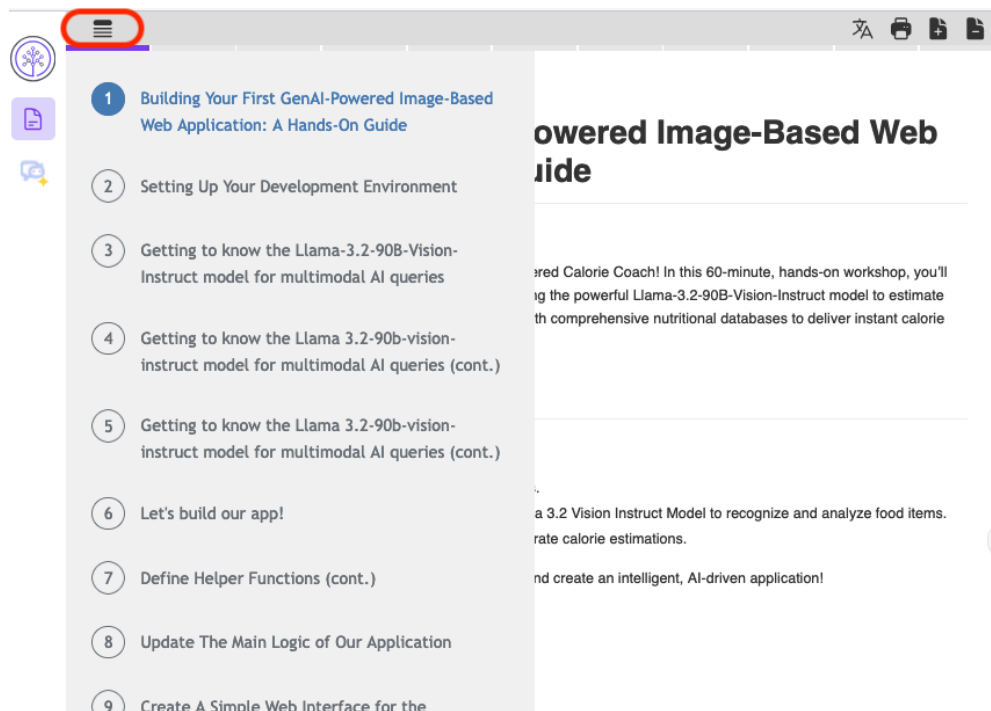 1 Building Your First GenAI-Powered Image-Based
Web Application: A Hands-On Guide
2 Setting Up Your Development Environment
3 Getting to know the Llama-3.2-90B-Vision-
Instruct model for multimodal AI queries
4 Getting to know the Llama 3.2-90b-vision-
instruct model for multimodal AI queries (cont.)
5 Getting to know the Llama 3.2-90b-vision-
instruct model for multimodal AI queries (cont.)
6 Let's build our app!
7 Define Helper Functions (cont.)
8 Update The Main Logic of Our Application
9 Create A Simple Web Interface for the
owered Image-Based Web
uide
ered Calorie Coach! In this 60-minute, hands-on workshop, you'll
ng the powerful Llama-3.2-90B-Vision-Instruct model to estimate
th comprehensive nutritional databases to deliver instant calorie
s.
a 3.2 Vision Instruct Model to recognize and analyze food items.
rate calorie estimations.
nd create an intelligent, AI-driven application!